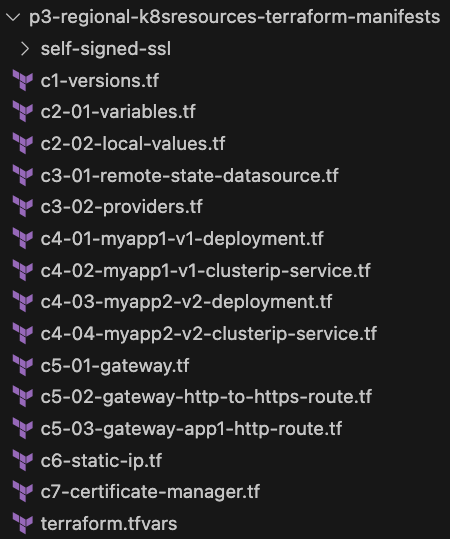 p3-regional-k8sresources-terraform-manifests
self-signed-ssl
c1-versions.tf
c2-01-variables.tf
c2-02-local-values.tf
c3-01-remote-state-datasource.tf
c3-02-providers.tf
c4-01-myapp1-v1-deployment.tf
c4-02-myapp1-v1-clusterip-service.tf
c4-03-myapp2-v2-deployment.tf
c4-04-myapp2-v2-clusterip-service.tf
c5-01-gateway.tf
c5-02-gateway-http-to-https-route.tf
c5-03-gateway-app1-http-route.tf
c6-static-ip.tf
c7-certificate-manager.tf
terraform.tfvars